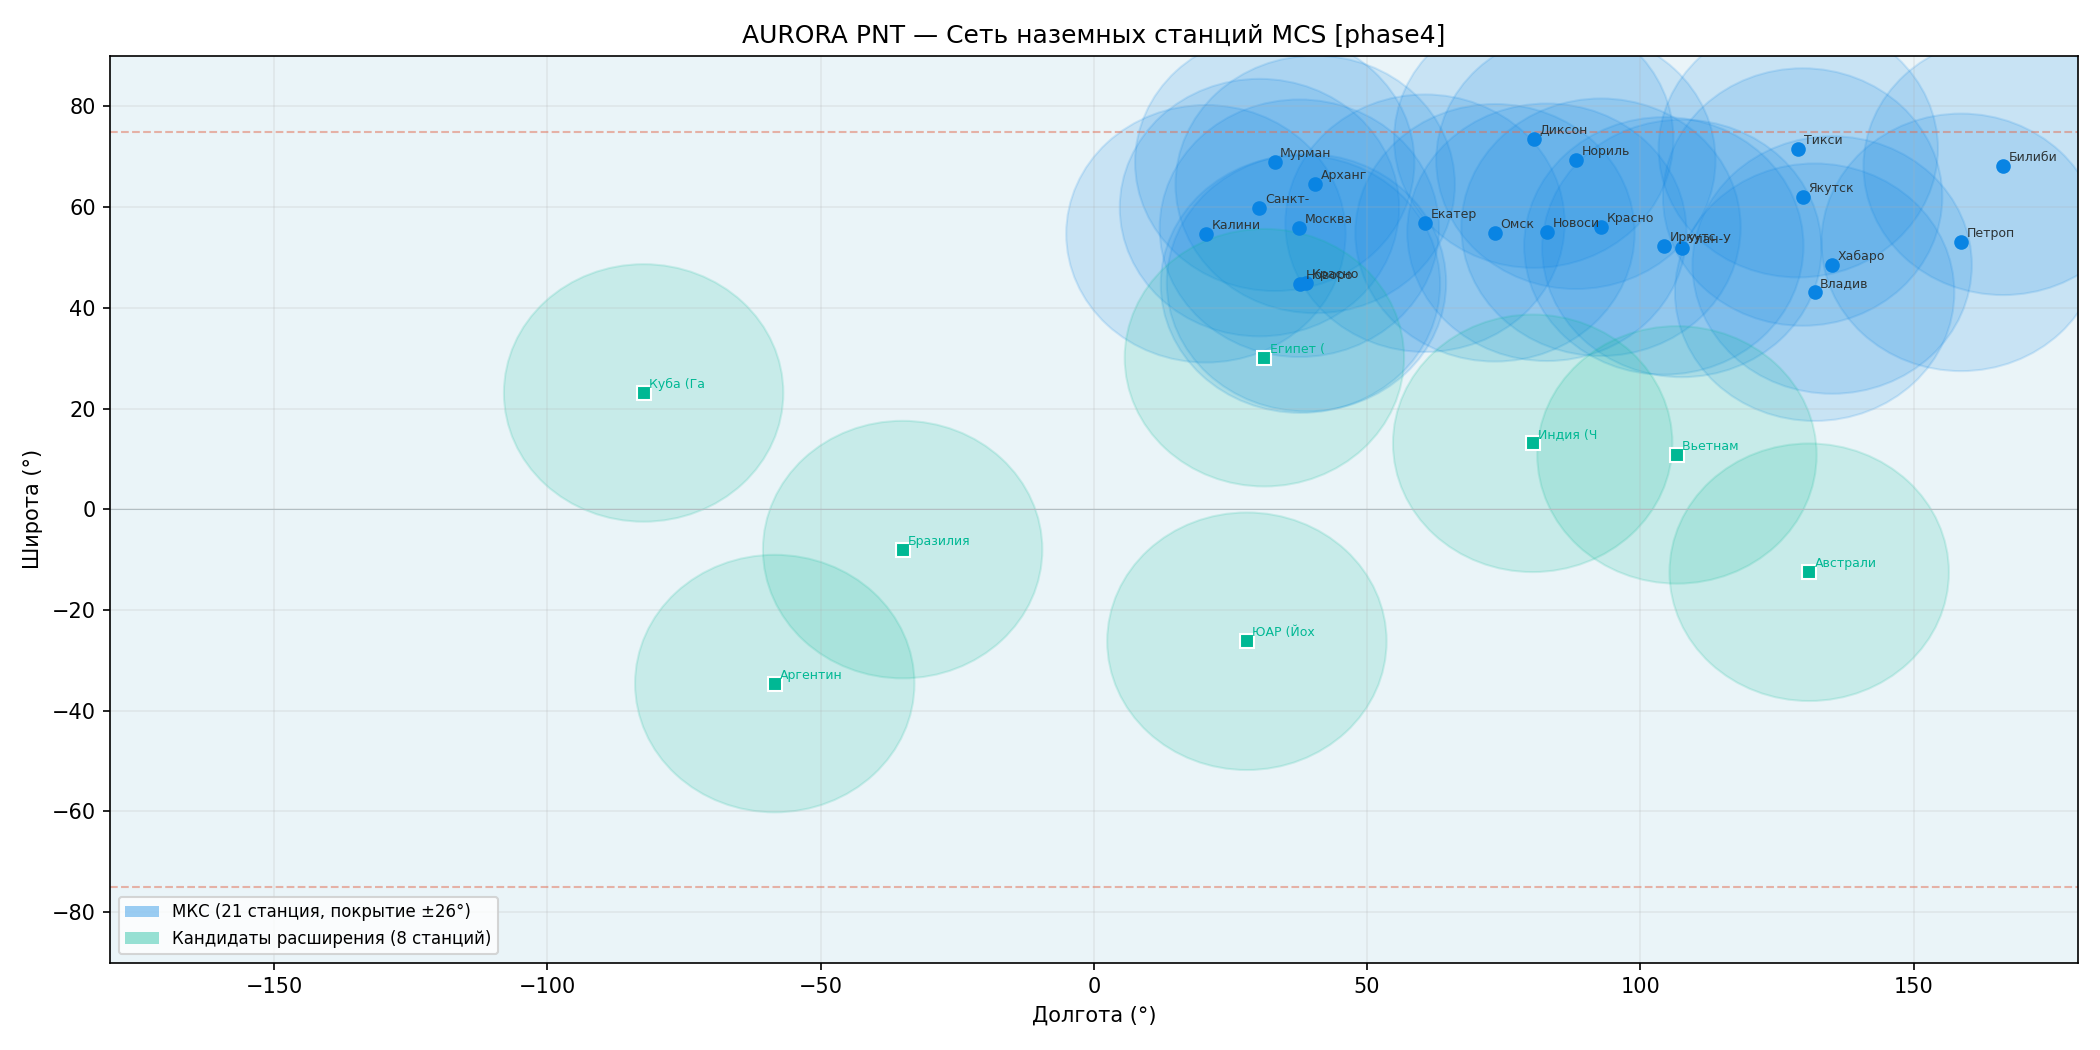 AURORA PNT — Сеть наземных станций MCS [phase4]
80
60
40
20
0
−20
−40
−60
−80
Широта (°)
Диксон
Тикси
Мурман
Нориль
Билиби
Арханг
Якутск
Санкт-
Москва
Екатер
Калини
Омск
Новоси
Красно
Петроп
Иркутс
Улан-У
Хабаро
Красно
Новоро
Владив
Египет (
Куба (Га
Индия (Ч
Вьетнам
Бразилия
Австрали
ЮАР (Йох
Аргентин
МКС (21 станция, покрытие ±26°)
Кандидаты расширения (8 станций)
−150
−100
−50
0
50
100
150
Долгота (°)